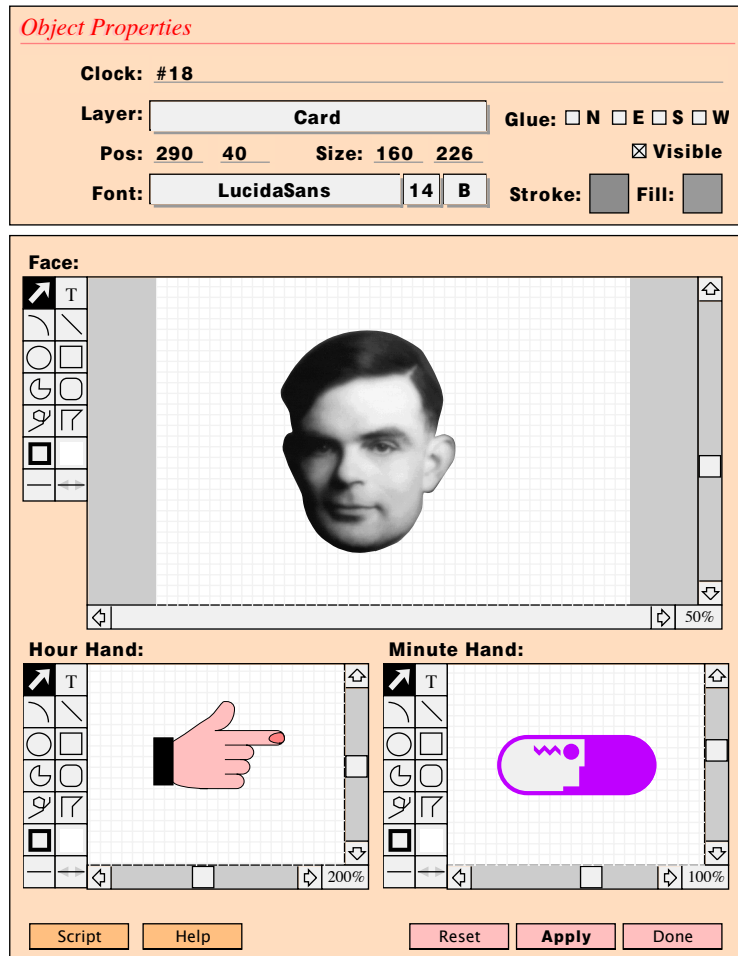 Object Properties
Clock: #18
Layer: Card Glue: N E S W
Pos: 290 40 Size: 160 226 Visible
Font: LucidaSans 14 B Stroke: Fill:
Face:
T
50%
Hour Hand: Minute Hand:
T T
200% 100%
Script Help Reset Apply Done